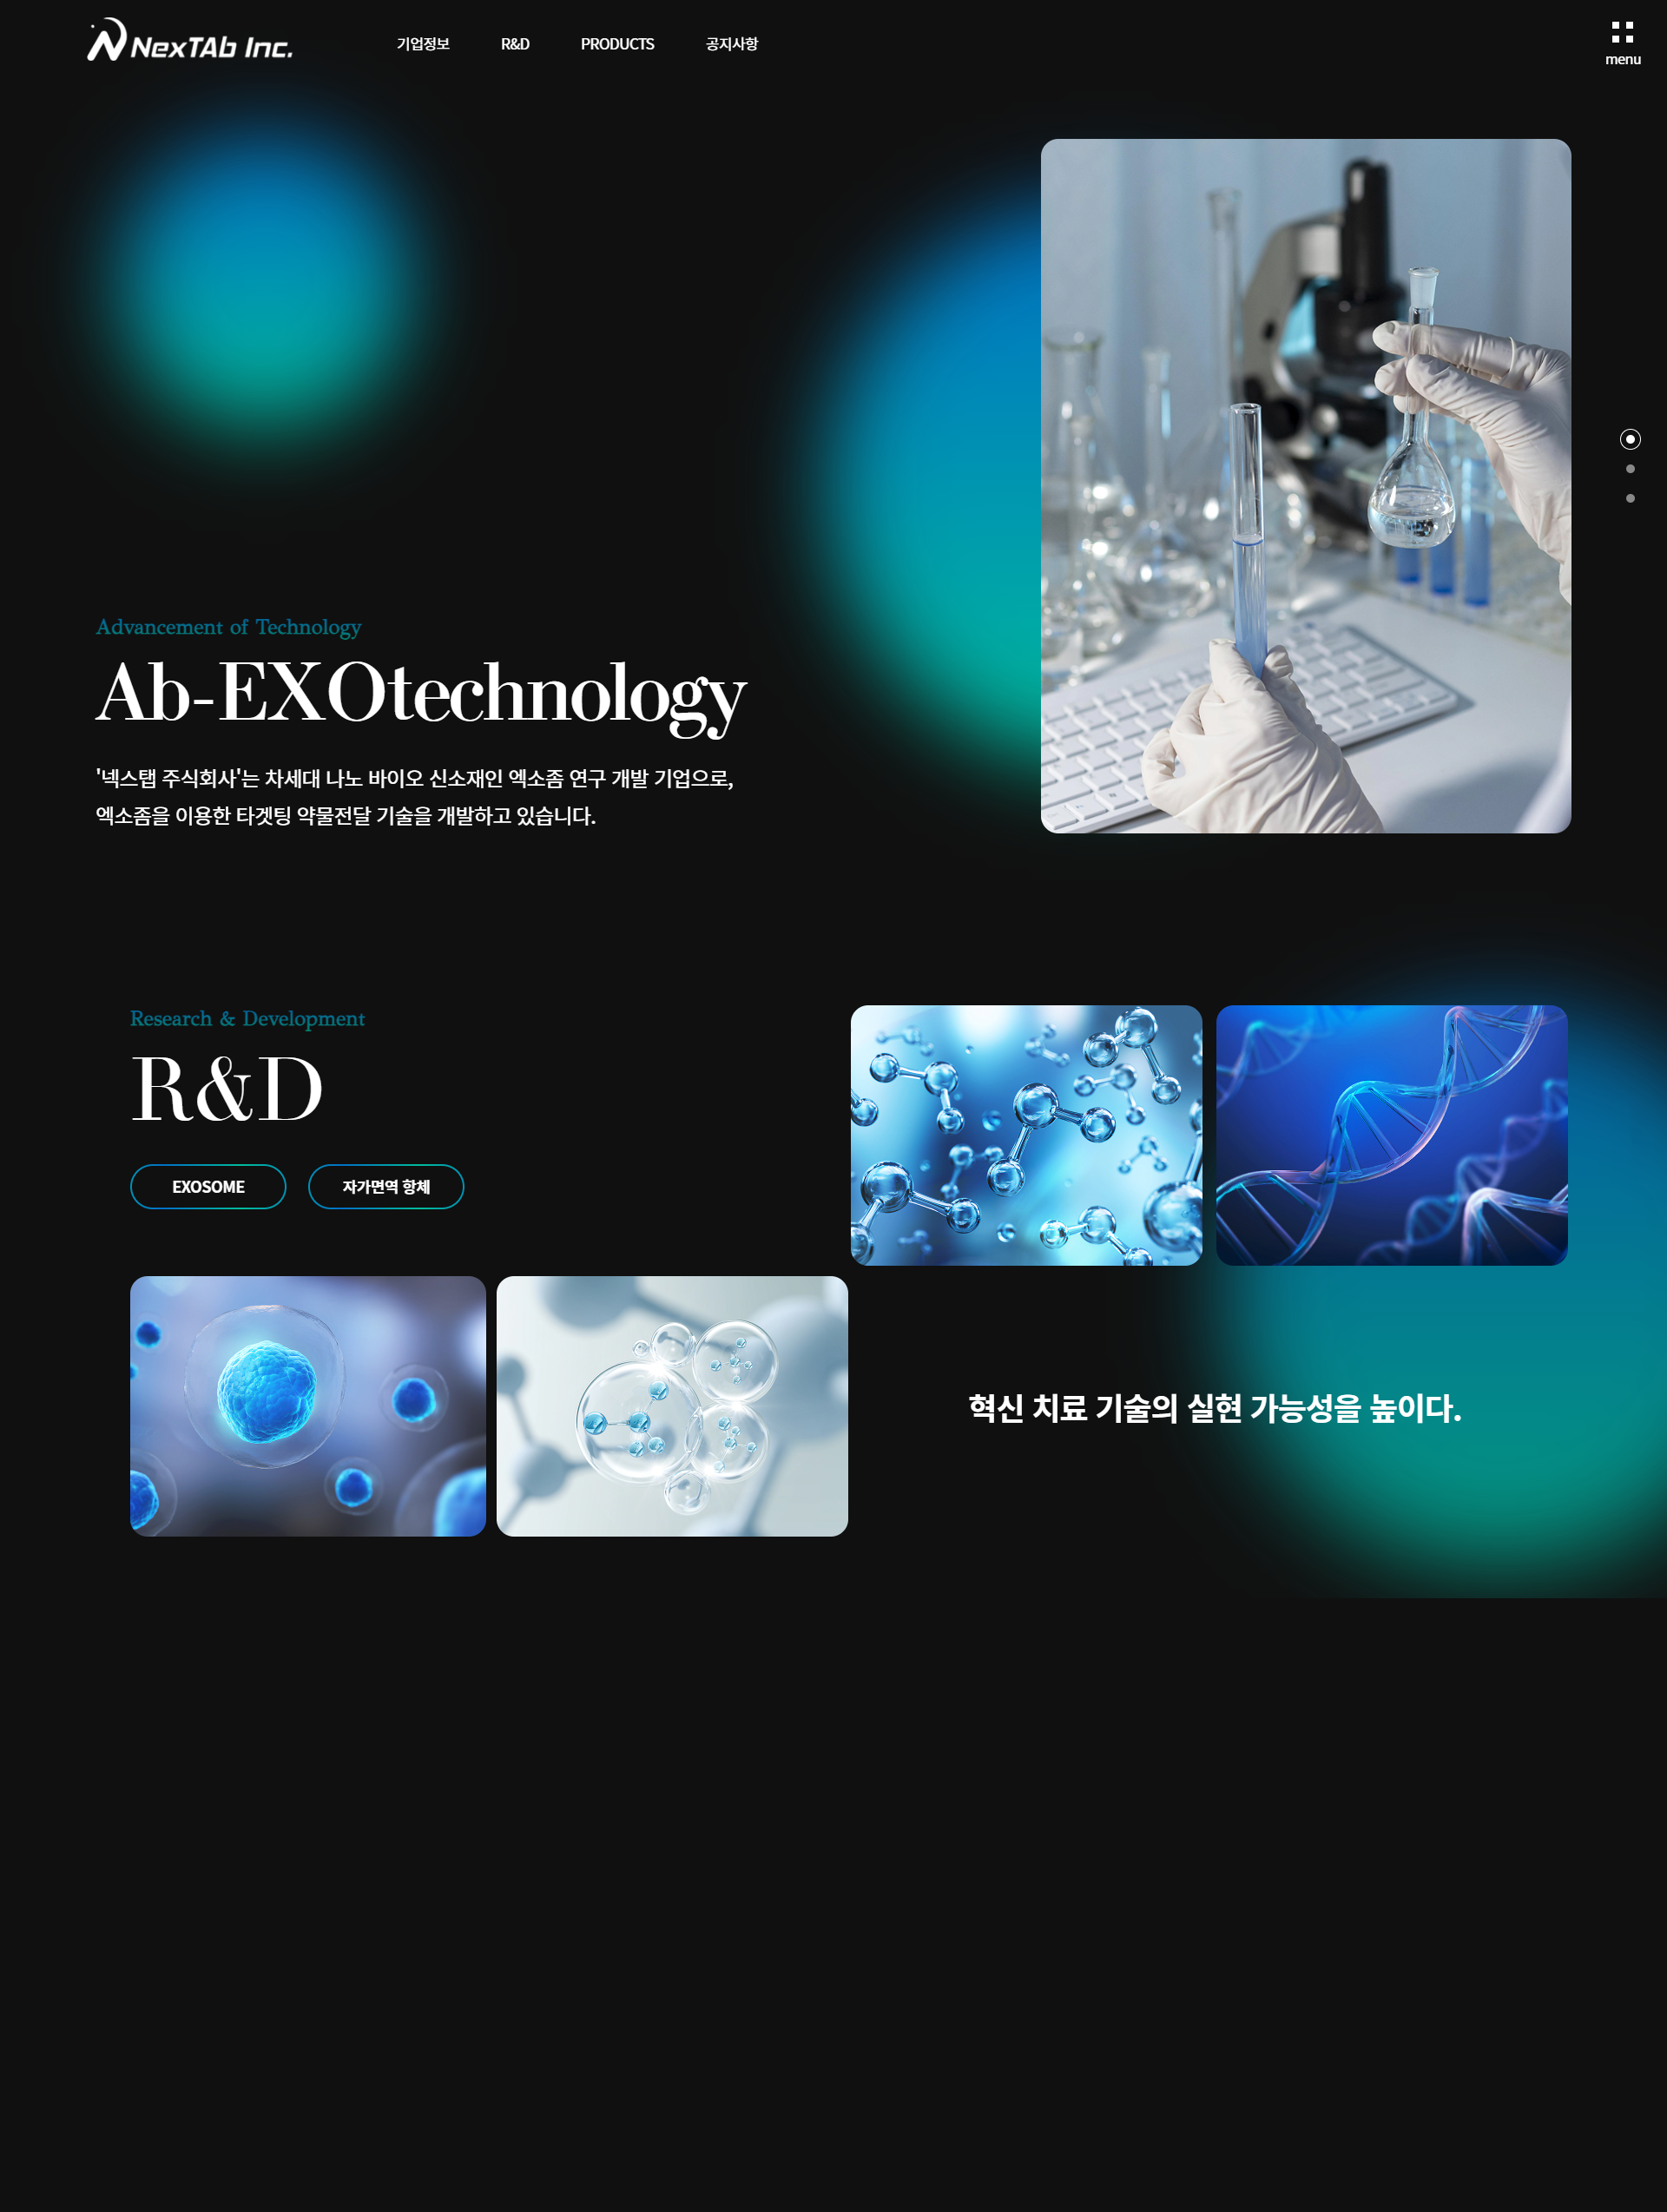 NexTAb Inc.
기업정보
R&D
PRODUCTS
공지사항
menu
Advancement of Technology
Ab-EXOtechnology
'넥스탭 주식회사'는 차세대 나노 바이오 신소재인 엑소좀 연구 개발 기업으로,
엑소좀을 이용한 타겟팅 약물전달 기술을 개발하고 있습니다.
Research & Development
R&D
EXOSOME
자가면역 항체
혁신 치료 기술의 실현 가능성을 높이다.